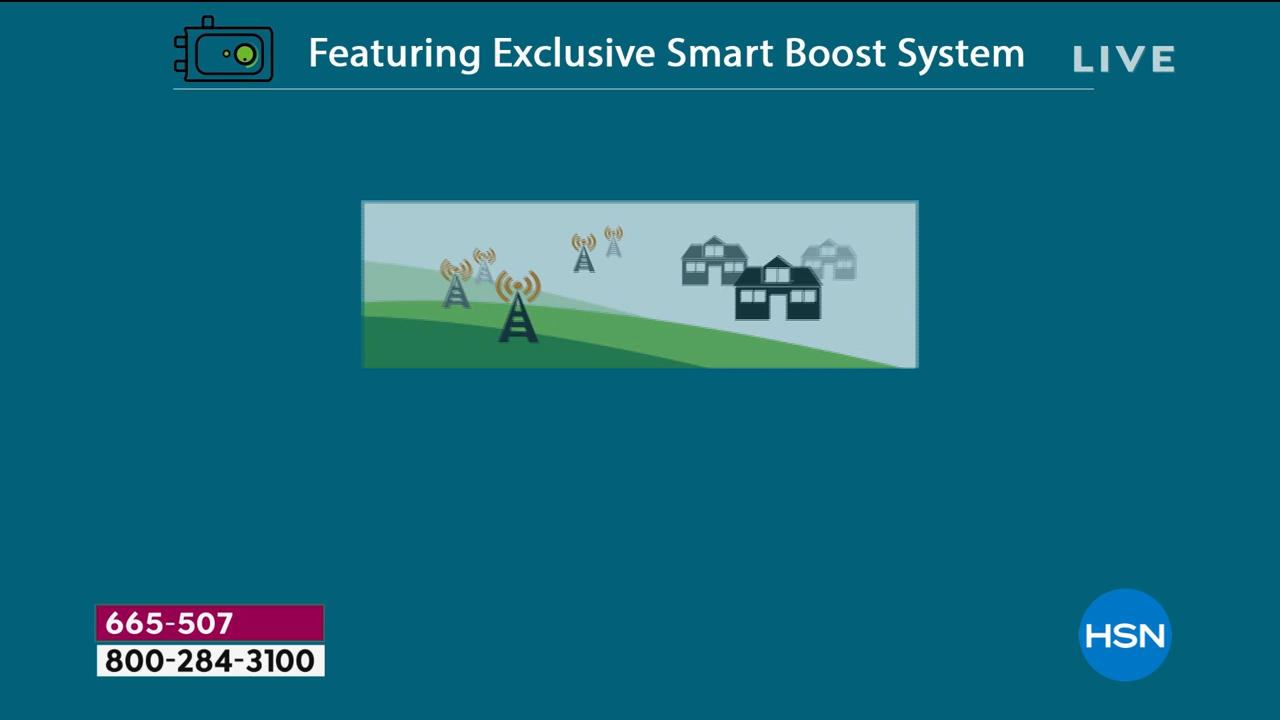 Featuring Exclusive Smart Boost System
LIVE
665-507
800-284-3100
HSN